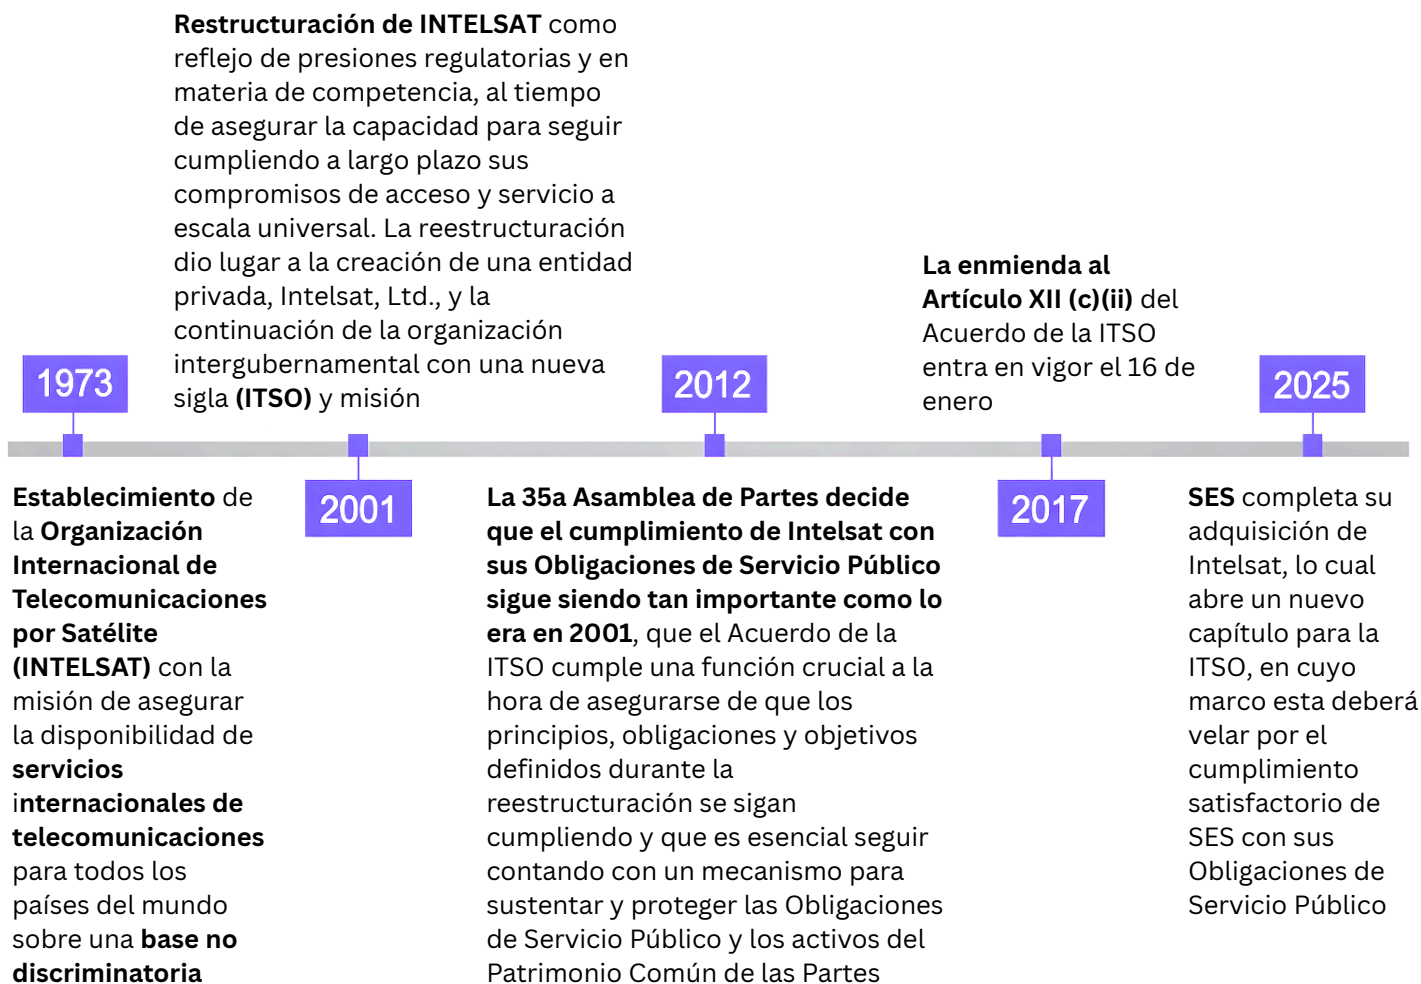 Restructuración de INTELSAT como
reflejo de presiones regulatorias y en
materia de competencia, al tiempo
de asegurar la capacidad para seguir
cumpliendo a largo plazo sus
compromisos de acceso y servicio a
escala universal. La reestructuración
dio lugar a la creación de una entidad
privada, Intelsat, Ltd., y la
continuación de la organización
intergubernamental con una nueva
sigla (ITSO) y misión
La enmienda al
Artículo XII (c)(ii) del
Acuerdo de la ITSO
entra en vigor el 16 de
enero
1973
2012
2025
2001
2017
Establecimiento de
la Organización
Internacional de
Telecomunicaciones
por Satélite
(INTELSAT) con la
misión de asegurar
la disponibilidad de
servicios
internacionales de
telecomunicaciones
para todos los
países del mundo
sobre una base no
discriminatoria
La 35a Asamblea de Partes decide
que el cumplimiento de Intelsat con
sus Obligaciones de Servicio Público
sigue siendo tan importante como lo
era en 2001, que el Acuerdo de la
ITSO cumple una función crucial a la
hora de asegurarse de que los
principios, obligaciones y objetivos
definidos durante la
reestructuración se sigan
cumpliendo y que es esencial seguir
contando con un mecanismo para
sustentar y proteger las Obligaciones
de Servicio Público y los activos del
Patrimonio Común de las Partes
SES completa su
adquisición de
Intelsat, lo cual
abre un nuevo
capítulo para la
ITSO, en cuyo
marco esta deberá
velar por el
cumplimiento
satisfactorio de
SES con sus
Obligaciones de
Servicio Público